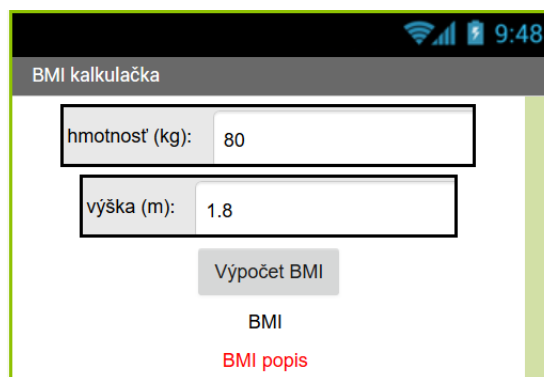 9:48
BMI kalkulačka
hmotnosť (kg): 80
výška (m): 1.8
Výpočet BMI
BMI
BMI popis